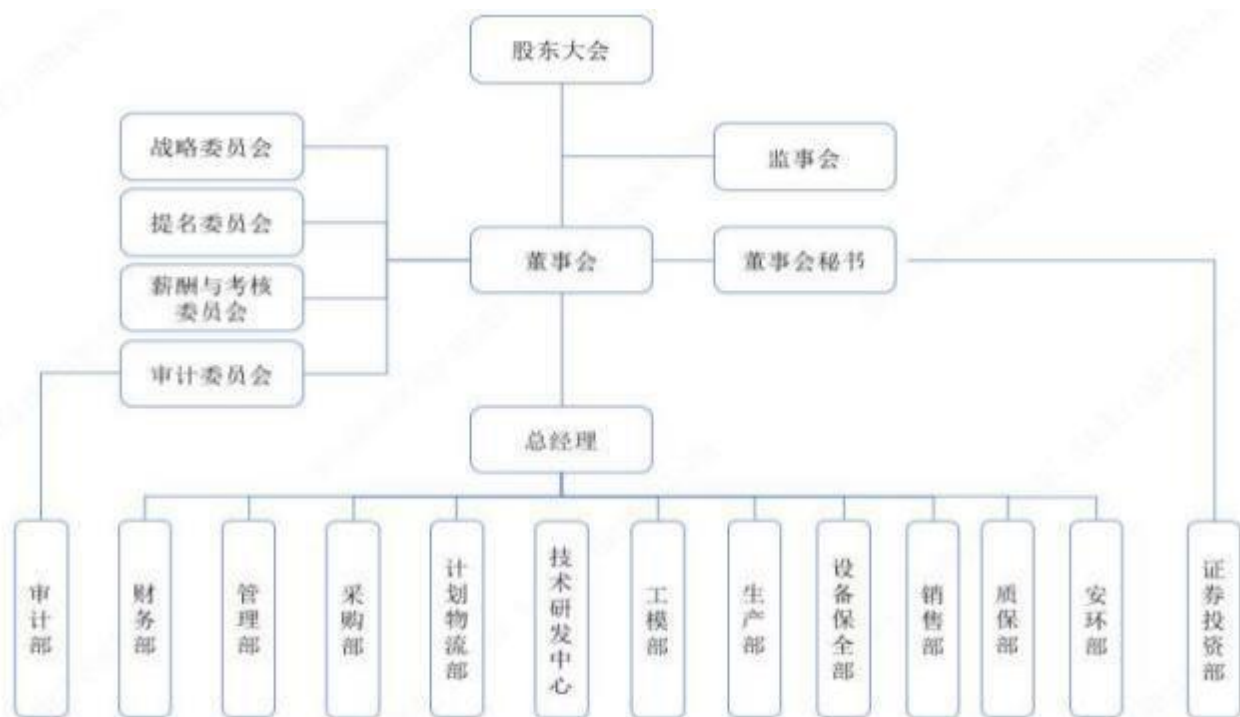 股东大会
战略委员会
监事会
提名委员会
董事会
董事会秘书
薪酬与考核
委员会
审计委员会
总经理
审计部
财务部
管理部
采购部
计划物流部
技术研发中心
工模部
生产部
设备保全部
销售部
质保部
安环部
证券投资部